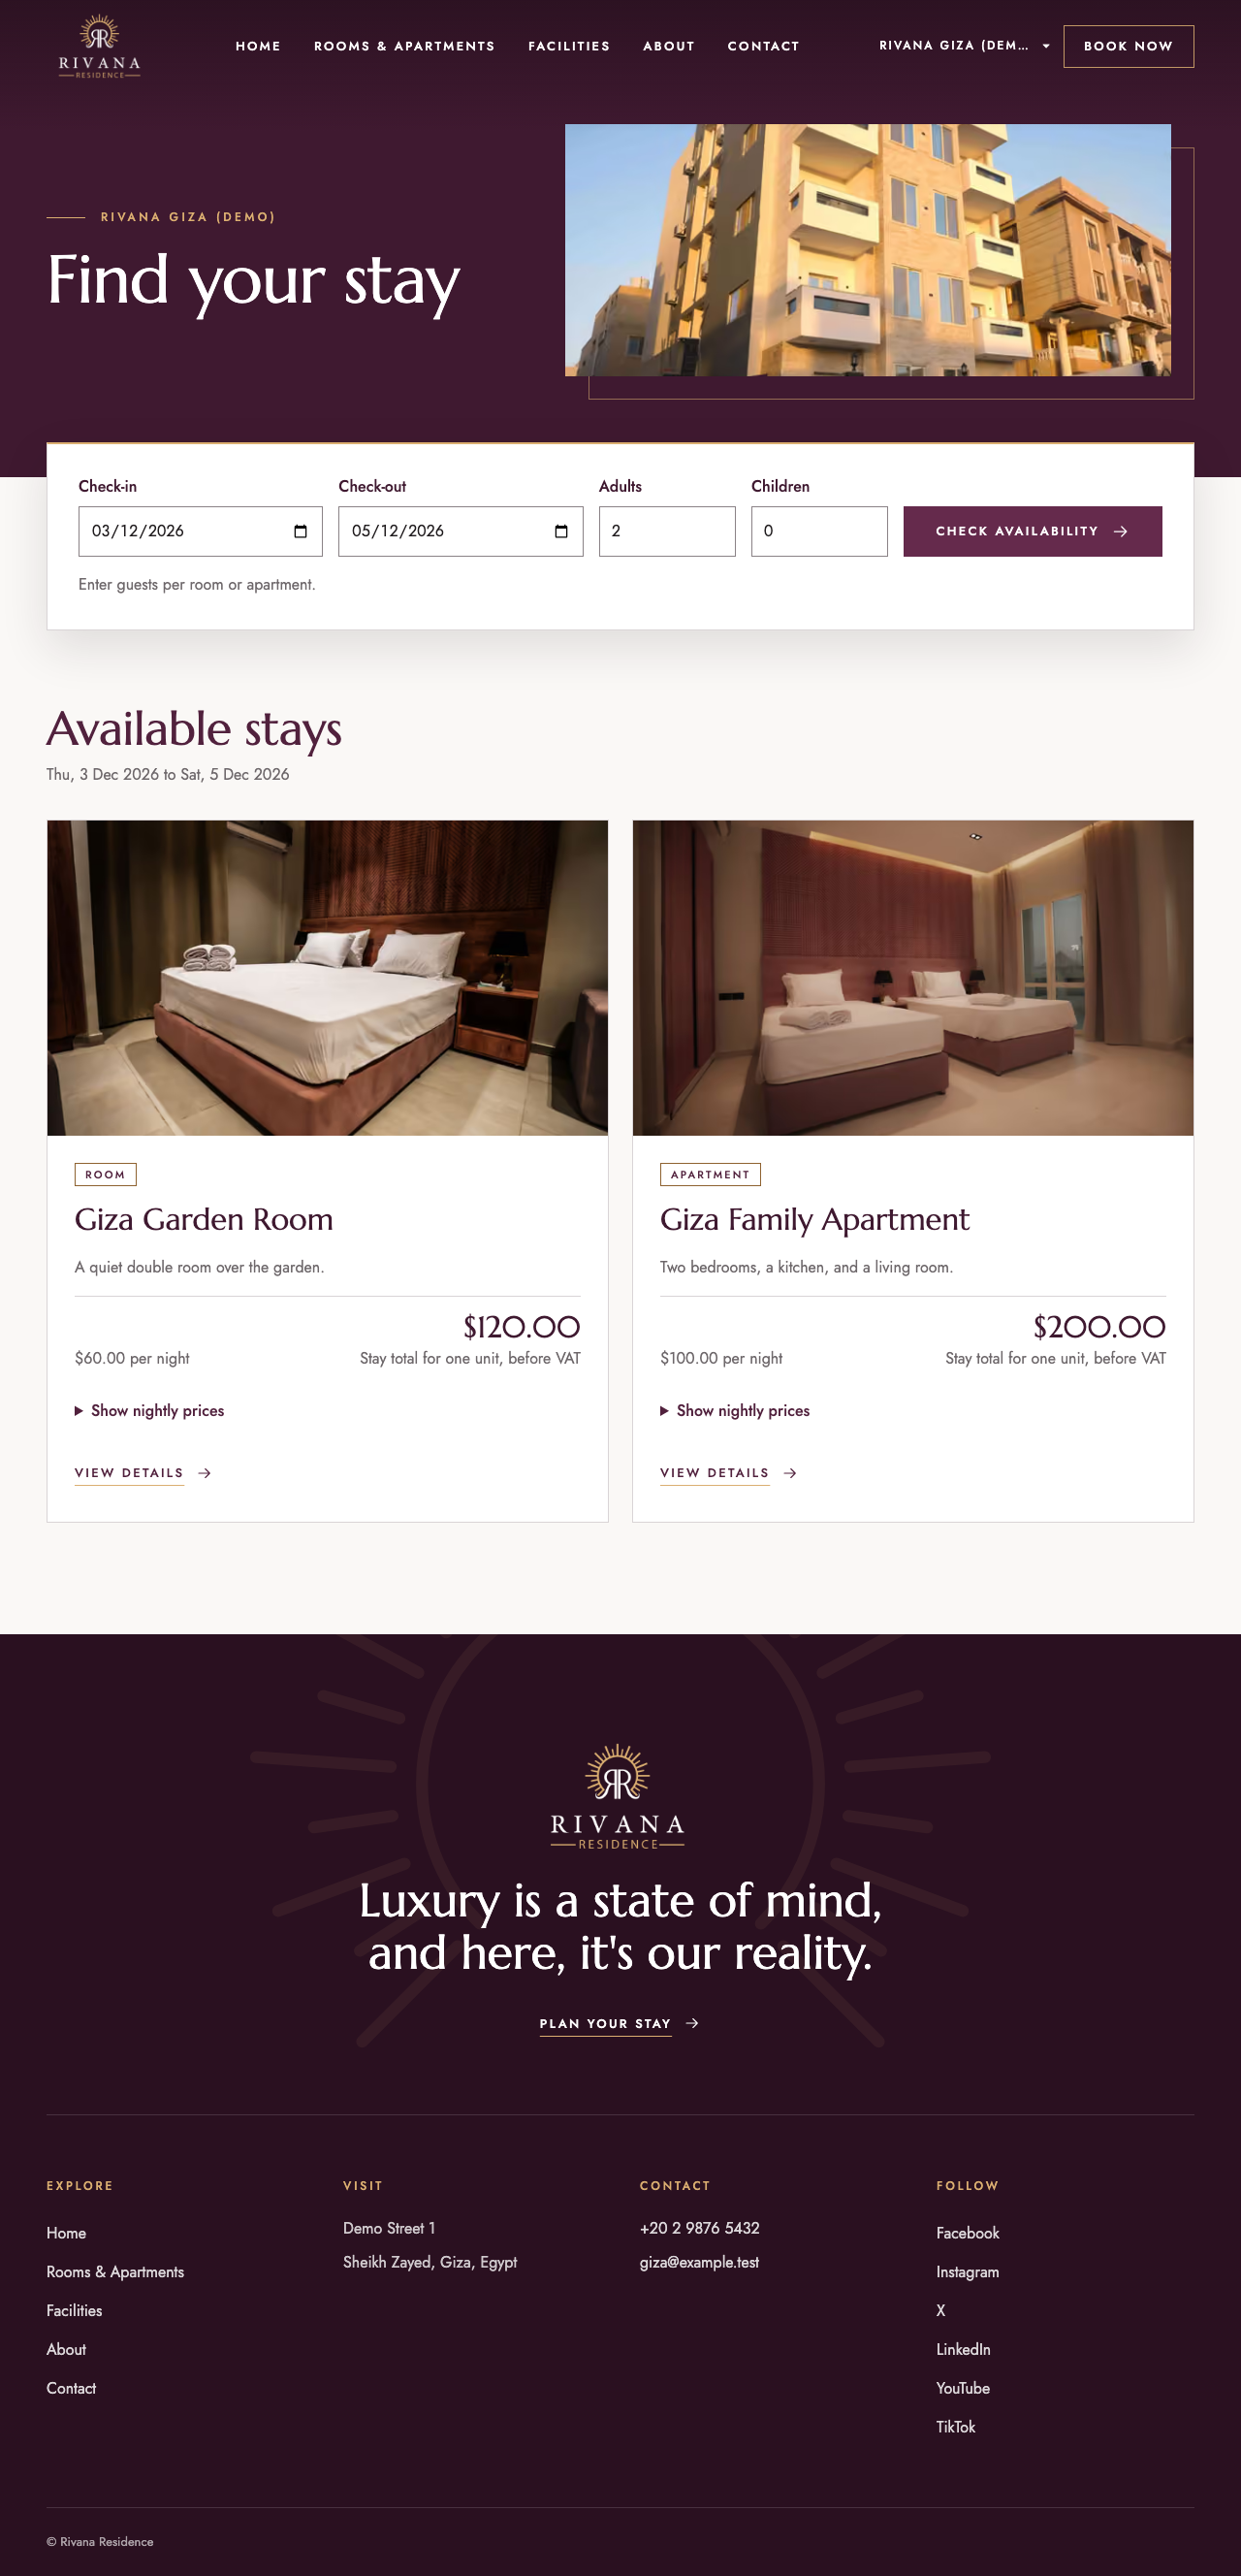 RIVANA
RESIDENCE
HOME
ROOMS & APARTMENTS
FACILITIES
ABOUT
CONTACT
RIVANA GIZA (DEM...
BOOK NOW
RIVANA GIZA (DEMO)
Find your stay
Check-in
Check-out
Adults
Children
03/12/2026
05/12/2026
2
0
CHECK AVAILABILITY
Enter guests per room or apartment.
Available stays
Thu, 3 Dec 2026 to Sat, 5 Dec 2026
ROOM
Giza Garden Room
A quiet double room over the garden.
$120.00
$60.00 per night
Stay total for one unit, before VAT
Show nightly prices
VIEW DETAILS
APARTMENT
Giza Family Apartment
Two bedrooms, a kitchen, and a living room.
$200.00
$100.00 per night
Stay total for one unit, before VAT
Show nightly prices
VIEW DETAILS
RIVANA
RESIDENCE
Luxury is a state of mind,
and here, it's our reality.
PLAN YOUR STAY
EXPLORE
Home
Rooms & Apartments
Facilities
About
Contact
VISIT
Demo Street 1
Sheikh Zayed, Giza, Egypt
CONTACT
+20 2 9876 5432
giza@example.test
FOLLOW
Facebook
Instagram
X
LinkedIn
YouTube
TikTok
© Rivana Residence